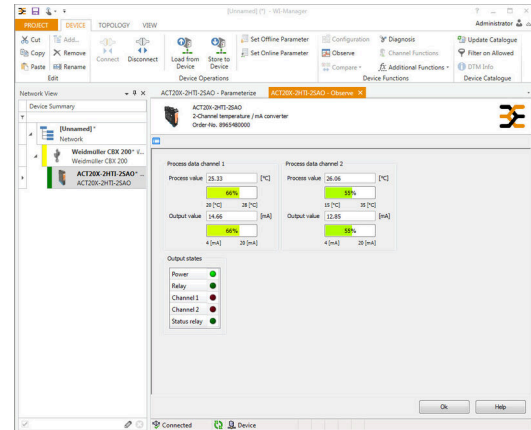 [Unnamed] (*) - WI-Manager
PROJECT DEVICE TOPOLOGY VIEW
Administrator
Cut
Copy
Paste
Add...
Remove
Rename
Edit
Connect
Disconnect
Load from Device
Store to Device
Set Offline Parameter
Set Online Parameter
Device Operations
Configuration
Observe
Compare
Diagnosis
Channel Functions
Additional Functions
Device Functions
Update Catalogue
Filter on Allowed
DTM Info
Device Catalogue
Network View
ACT20X-2HTI-2SAO - Parameterize
ACT20X-2HTI-2SAO - Observe
Device Summary
[Unnamed]*
Network
Weidmüller CBX 200*
Weidmüller CBX 200
ACT20X-2HTI-2SAO* ...
ACT20X-2HTI-2SAO
ACT20X-2HTI-2SAO
2-Channel temperature / mA converter
Order-No. 8965480000
Process data channel 1
Process value 25.33 [°C]
66%
20 [°C] 28 [°C]
Output value 14.66 [mA]
66%
4 [mA] 20 [mA]
Process data channel 2
Process value 26.06 [°C]
55%
15 [°C] 35 [°C]
Output value 12.85 [mA]
55%
4 [mA] 20 [mA]
Output states
Power
Relay
Channel 1
Channel 2
Status relay
Ok
Help
Connected
Device